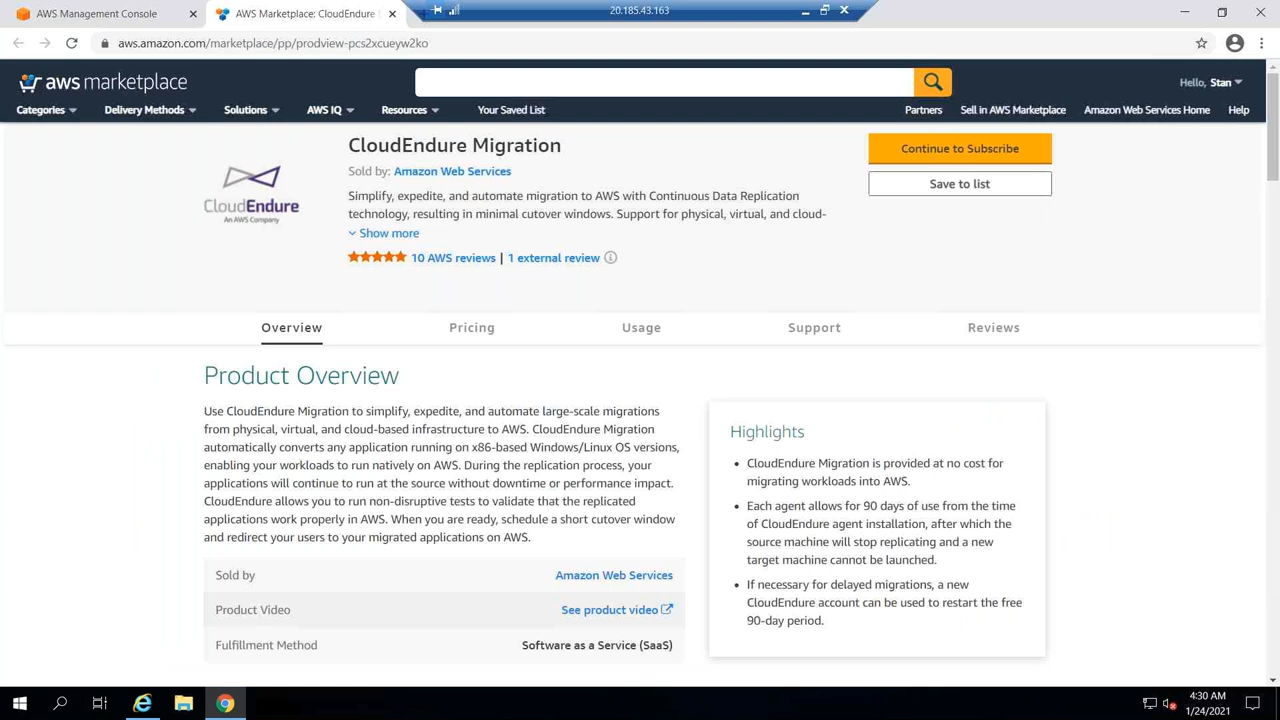 AWS Management Console
AWS Marketplace: CloudEndure
20.185.43.163
aws.amazon.com/marketplace/pp/prodview-pcs2xcueyw2ko
aws marketplace
Hello, Stan
Categories Delivery Methods Solutions AWS IQ Resources Your Saved List Partners Sell in AWS Marketplace Amazon Web Services Home Help
CloudEndure
An AWS Company
CloudEndure Migration
Sold by: Amazon Web Services
Simplify, expedite, and automate migration to AWS with Continuous Data Replication
technology, resulting in minimal cutover windows. Support for physical, virtual, and cloud-
Show more
10 AWS reviews | 1 external review
Continue to Subscribe
Save to list
Overview Pricing Usage Support Reviews
Product Overview
Use CloudEndure Migration to simplify, expedite, and automate large-scale migrations
from physical, virtual, and cloud-based infrastructure to AWS. CloudEndure Migration
automatically converts any application running on x86-based Windows/Linux OS versions,
enabling your workloads to run natively on AWS. During the replication process, your
applications will continue to run at the source without downtime or performance impact.
CloudEndure allows you to run non-disruptive tests to validate that the replicated
applications work properly in AWS. When you are ready, schedule a short cutover window
and redirect your users to your migrated applications on AWS.
Sold by Amazon Web Services
Product Video See product video
Fulfillment Method Software as a Service (SaaS)
Highlights
• CloudEndure Migration is provided at no cost for
migrating workloads into AWS.
• Each agent allows for 90 days of use from the time
of CloudEndure agent installation, after which the
source machine will stop replicating and a new
target machine cannot be launched.
• If necessary for delayed migrations, a new
CloudEndure account can be used to restart the free
90-day period.
4:30 AM
1/24/2021